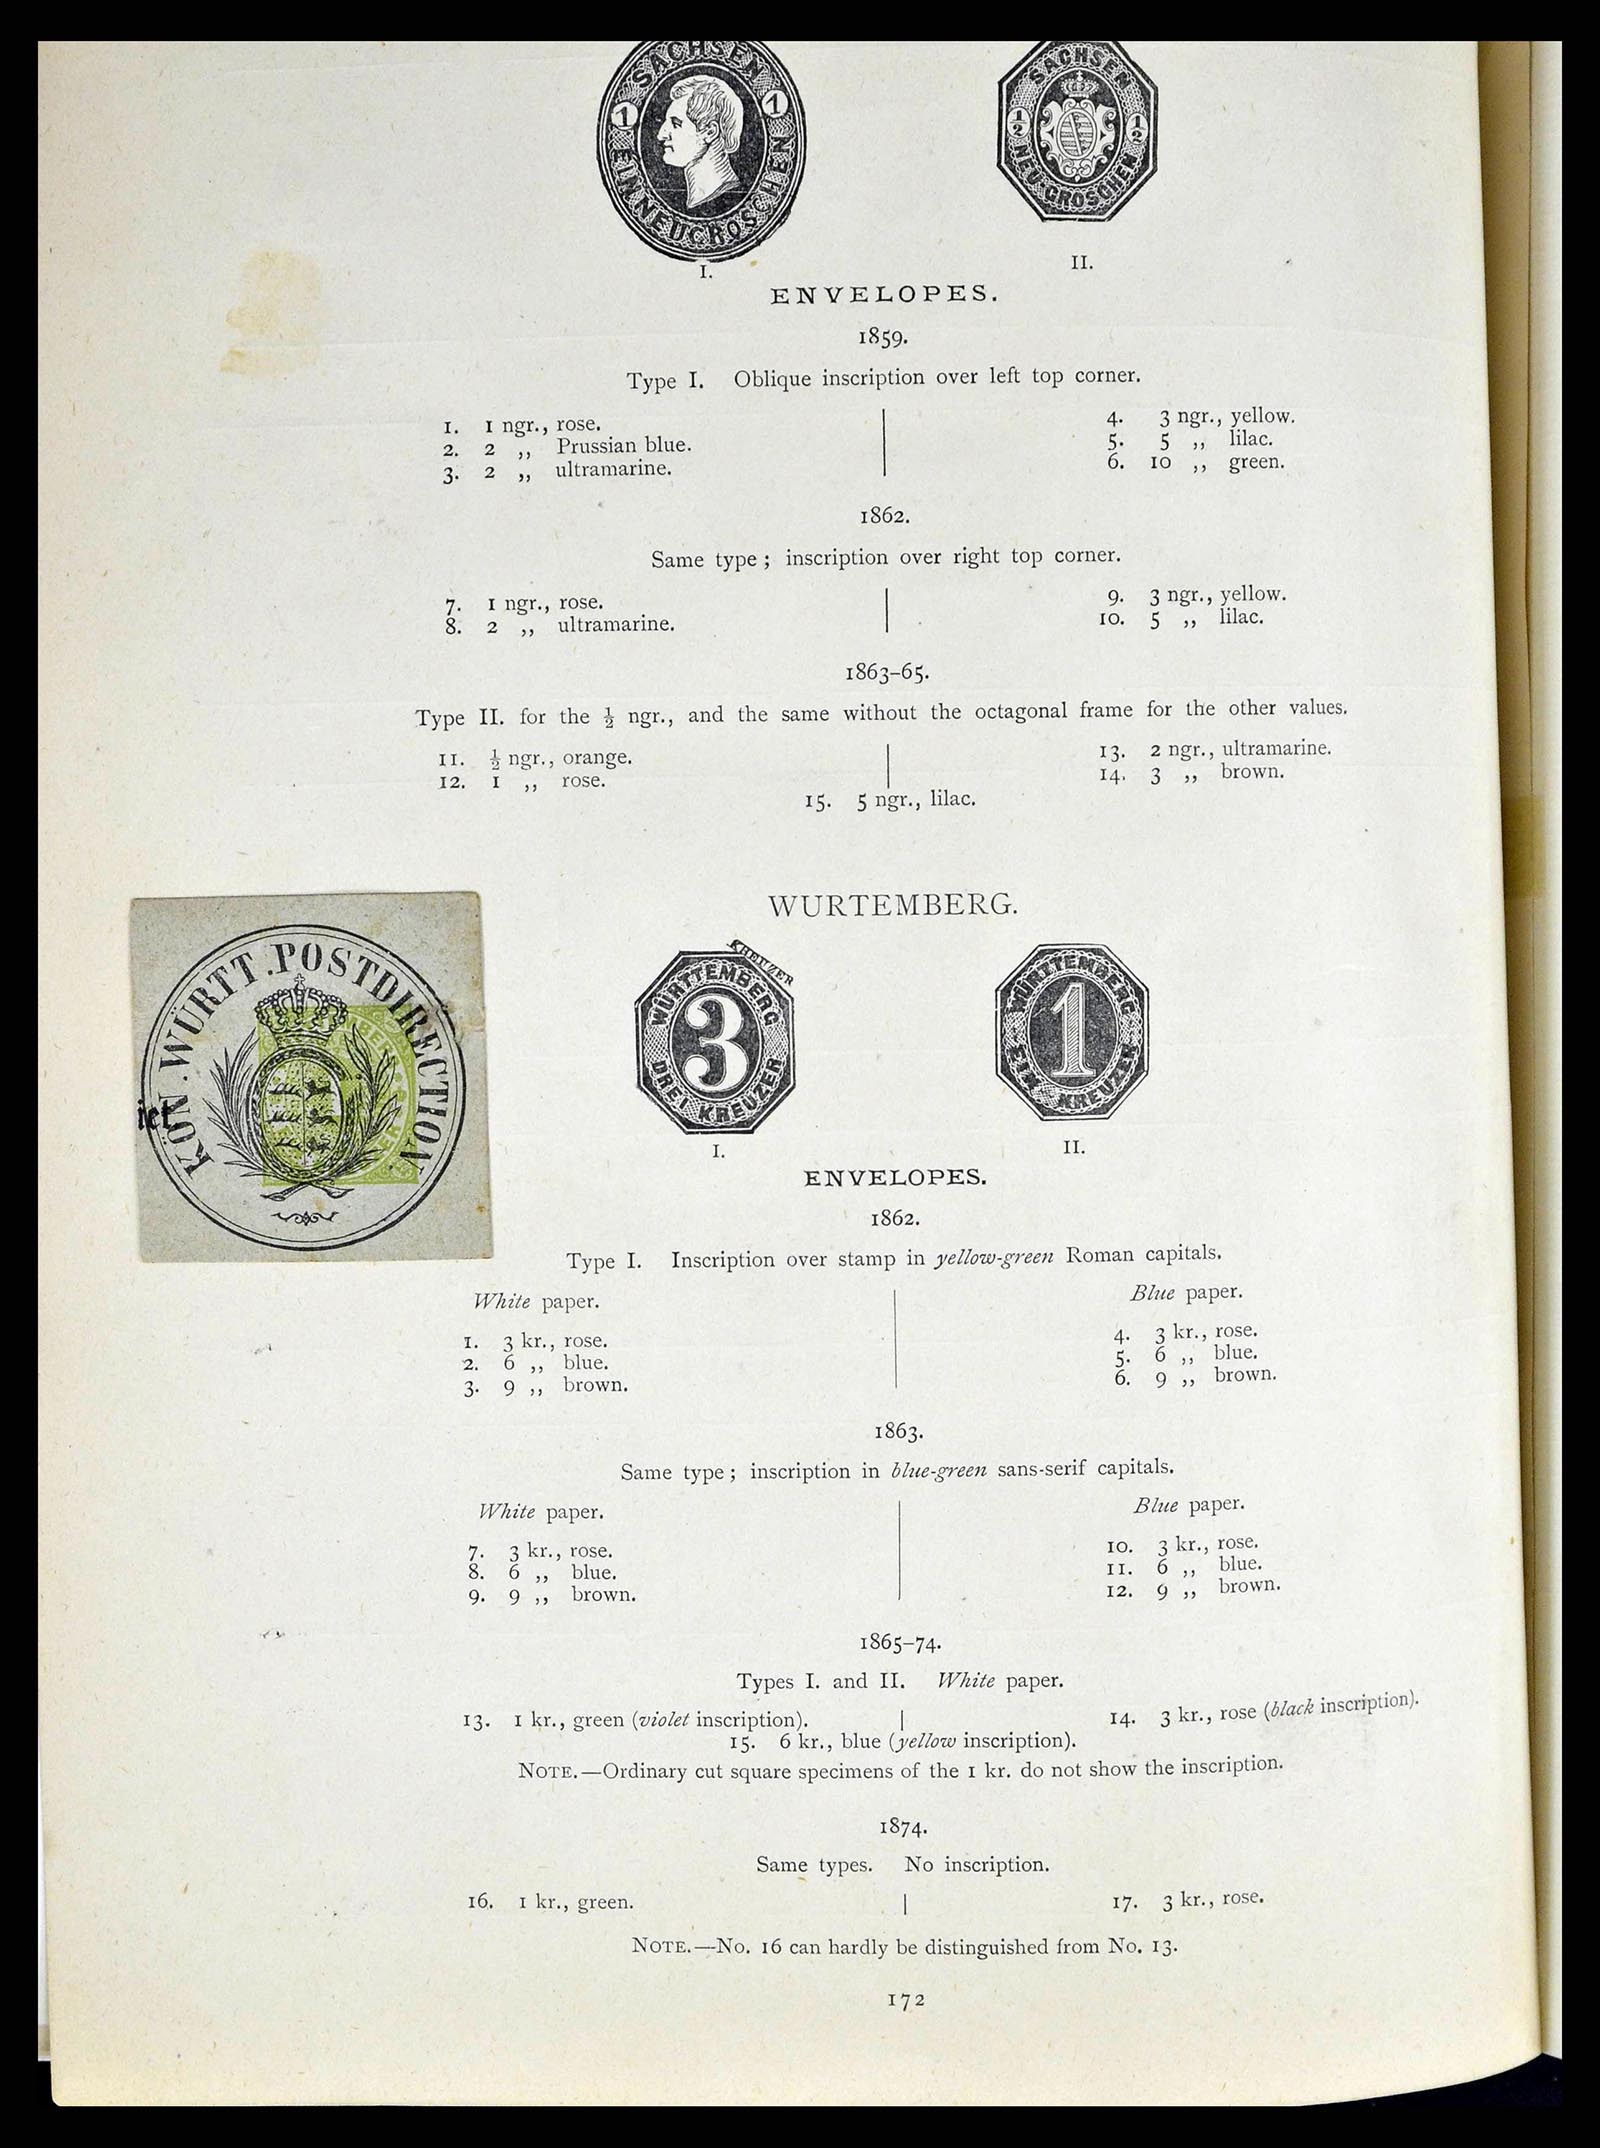 SACHSEN
1 1
EIN NEUGROSCHEN
I.
SACHSEN
½ ½
NEU-GROSCHEN
II.
ENVELOPES.
1859.
Type I. Oblique inscription over left top corner.
1. 1 ngr., rose.
2. 2 ,, Prussian blue.
3. 2 ,, ultramarine.
4. 3 ngr., yellow.
5. 5 ,, lilac.
6. 10 ,, green.
1862.
Same type; inscription over right top corner.
7. 1 ngr., rose.
8. 2 ,, ultramarine.
9. 3 ngr., yellow.
10. 5 ,, lilac.
1863–65.
Type II. for the ½ ngr., and the same without the octagonal frame for the other values.
11. ½ ngr., orange.
12. 1 ,, rose.
13. 2 ngr., ultramarine.
14. 3 ,, brown.
15. 5 ngr., lilac.
KÖN. WÜRTT. POSTDIRECTION
WURTEMBERG.
KREUZER
WÜRTTEMBERG
3
DREI KREUZER
I.
WÜRTTEMBERG
1
EIN KREUZER
II.
ENVELOPES.
1862.
Type I. Inscription over stamp in yellow-green Roman capitals.
White paper.
1. 3 kr., rose.
2. 6 ,, blue.
3. 9 ,, brown.
Blue paper.
4. 3 kr., rose.
5. 6 ,, blue.
6. 9 ,, brown.
1863.
Same type; inscription in blue-green sans-serif capitals.
White paper.
7. 3 kr., rose.
8. 6 ,, blue.
9. 9 ,, brown.
Blue paper.
10. 3 kr., rose.
11. 6 ,, blue.
12. 9 ,, brown.
1865–74.
Types I. and II. White paper.
13. 1 kr., green (violet inscription).
14. 3 kr., rose (black inscription).
15. 6 kr., blue (yellow inscription).
NOTE.—Ordinary cut square specimens of the 1 kr. do not show the inscription.
1874.
Same types. No inscription.
16. 1 kr., green.
17. 3 kr., rose.
NOTE.—No. 16 can hardly be distinguished from No. 13.
172